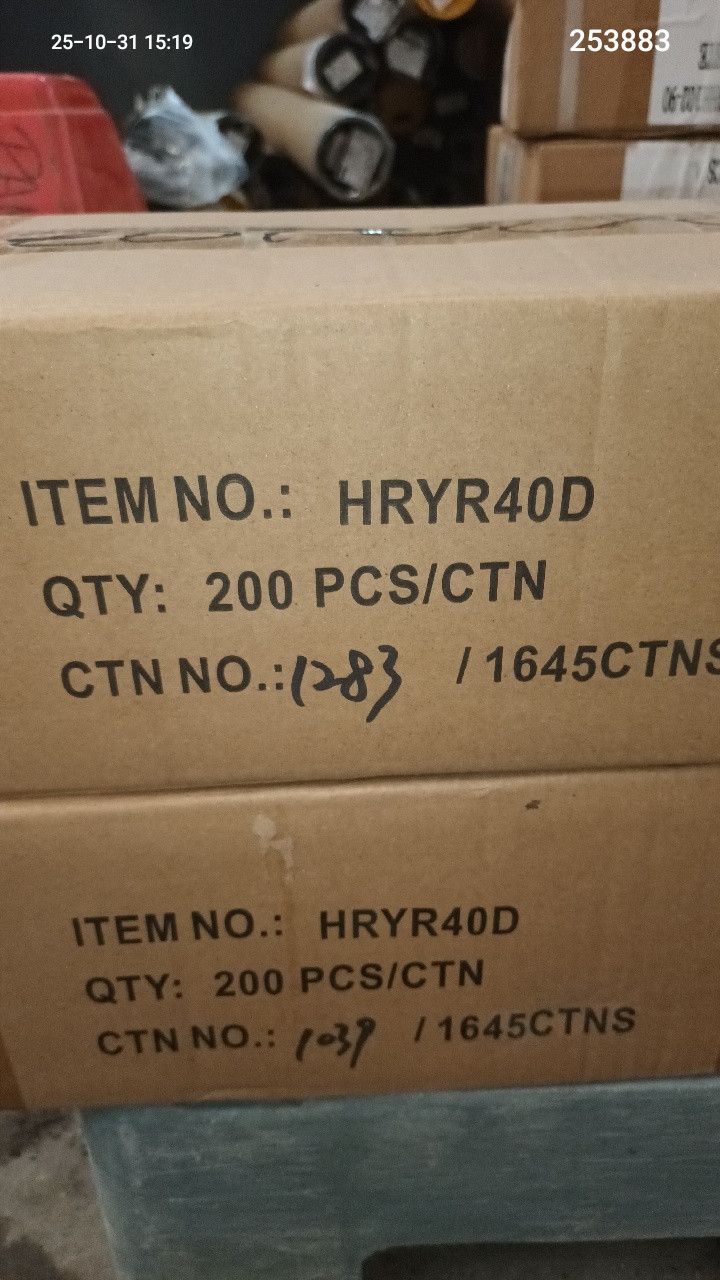 25-10-31 15:19
253883
ITEM NO.: HRYR40D
QTY: 200 PCS/CTN
CTN NO.: 1283 / 1645CTNS
ITEM NO.: HRYR40D
QTY: 200 PCS/CTN
CTN NO.: 1039 / 1645CTNS